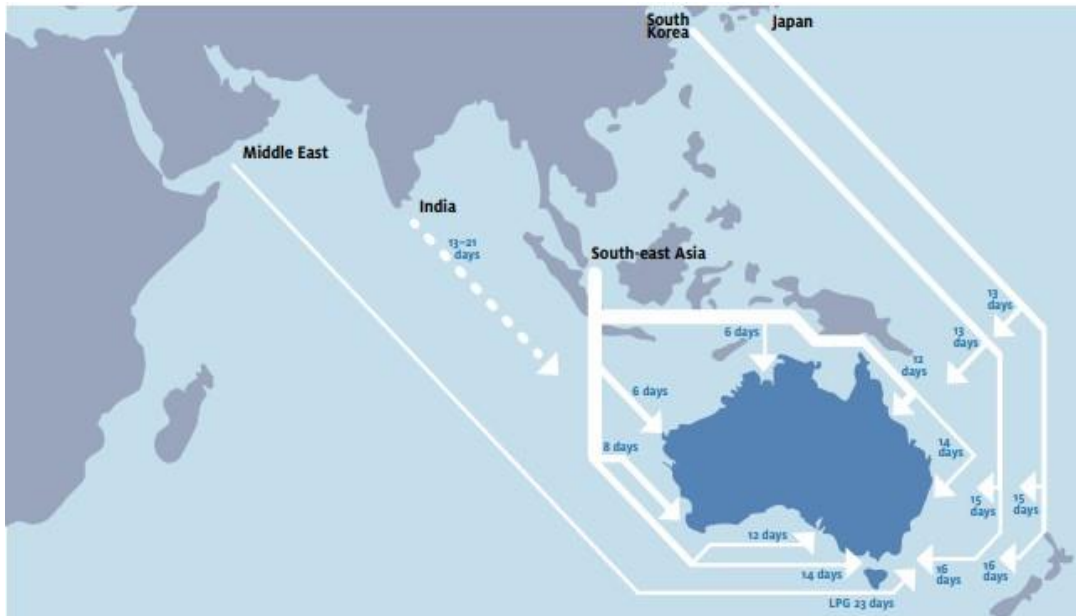 South
Korea
Japan
Middle East
India
13–21
days
South-east Asia
13
days
13
days
6 days
12
days
6 days
8 days
14
days
15
days
15
days
12 days
14 days
16
days
16
days
LPG 23 days